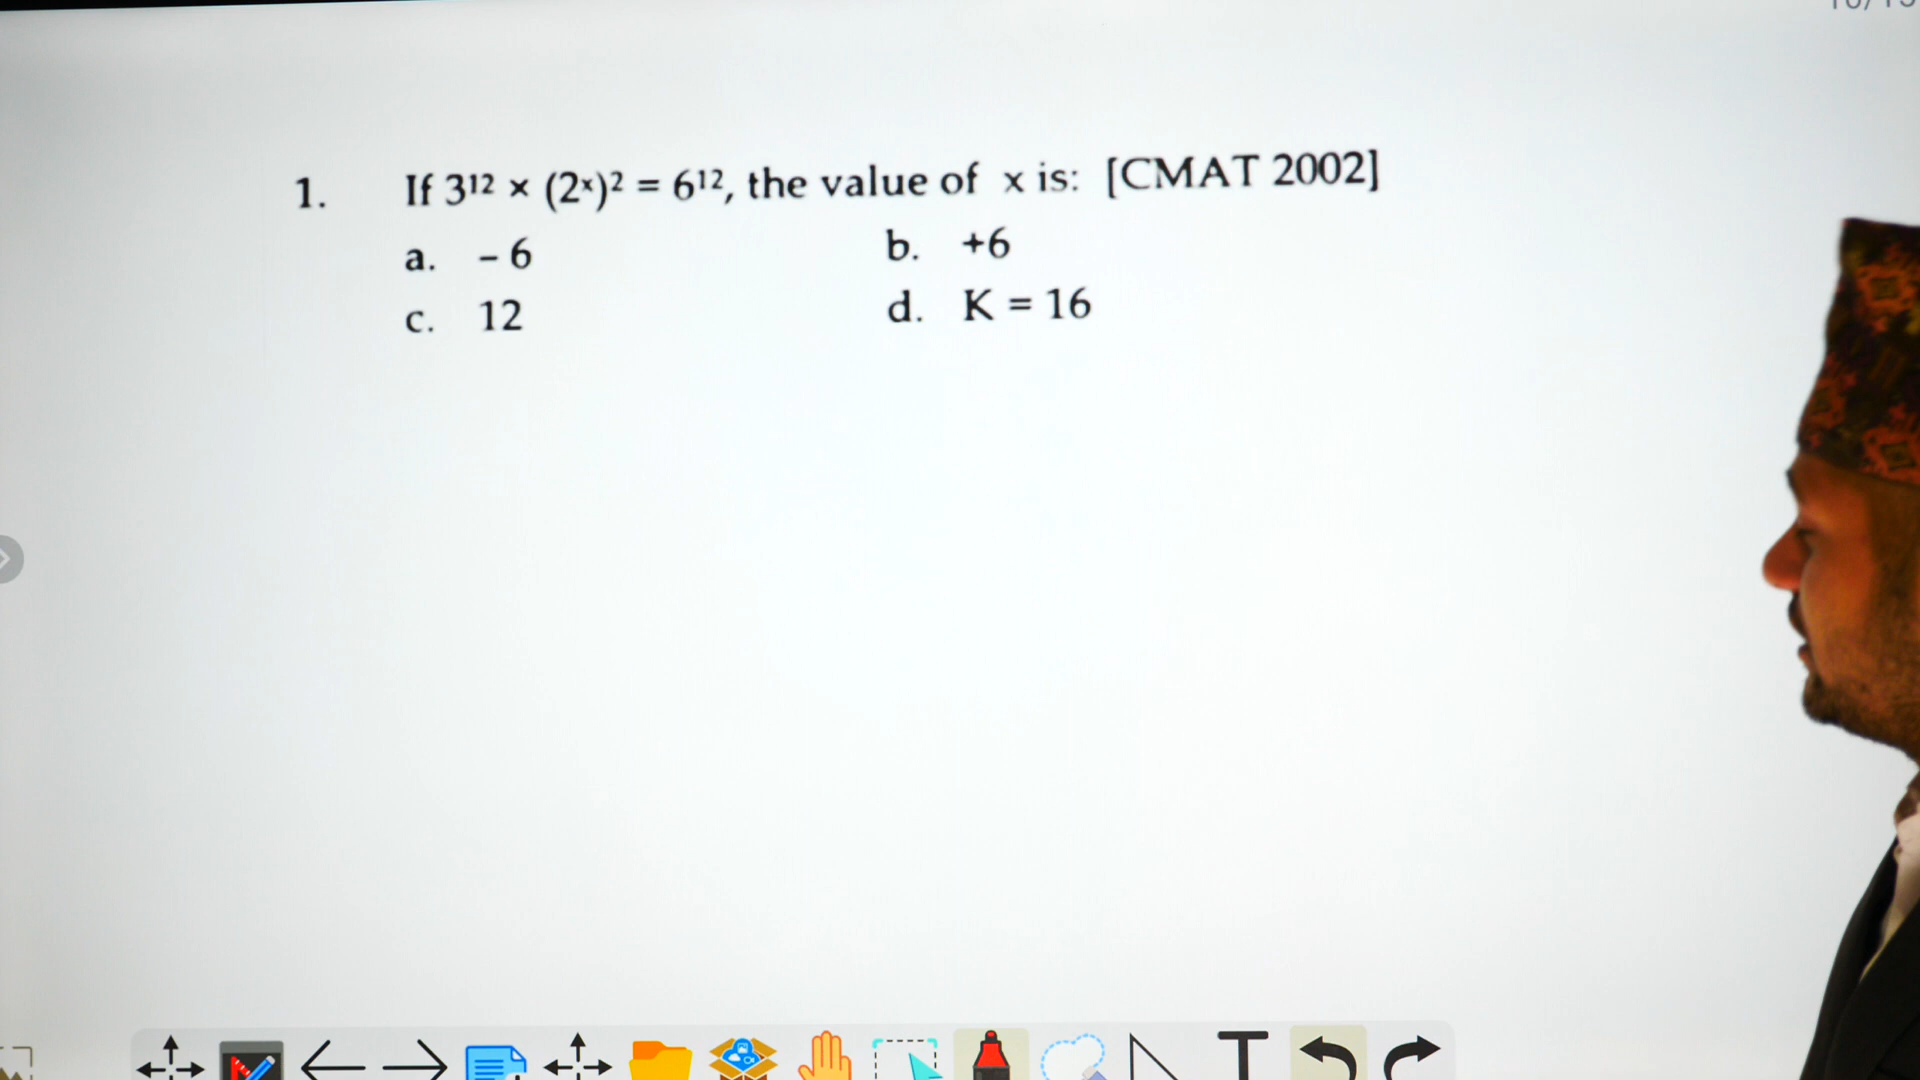 1. If 3¹² × (2ˣ)² = 6¹², the value of x is: [CMAT 2002]
a. – 6 b. +6
c. 12 d. K = 16
T